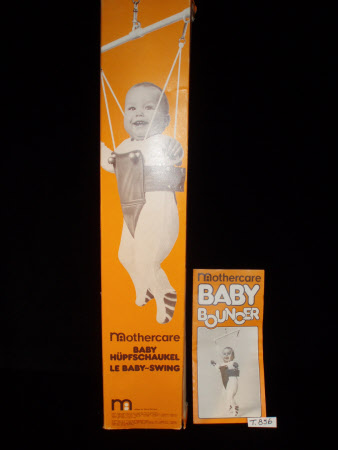 mothercare
BABY
HÜPFSCHAUKEL
LE BABY-SWING
m
mothercare
BABY
BOUNCER
T.836